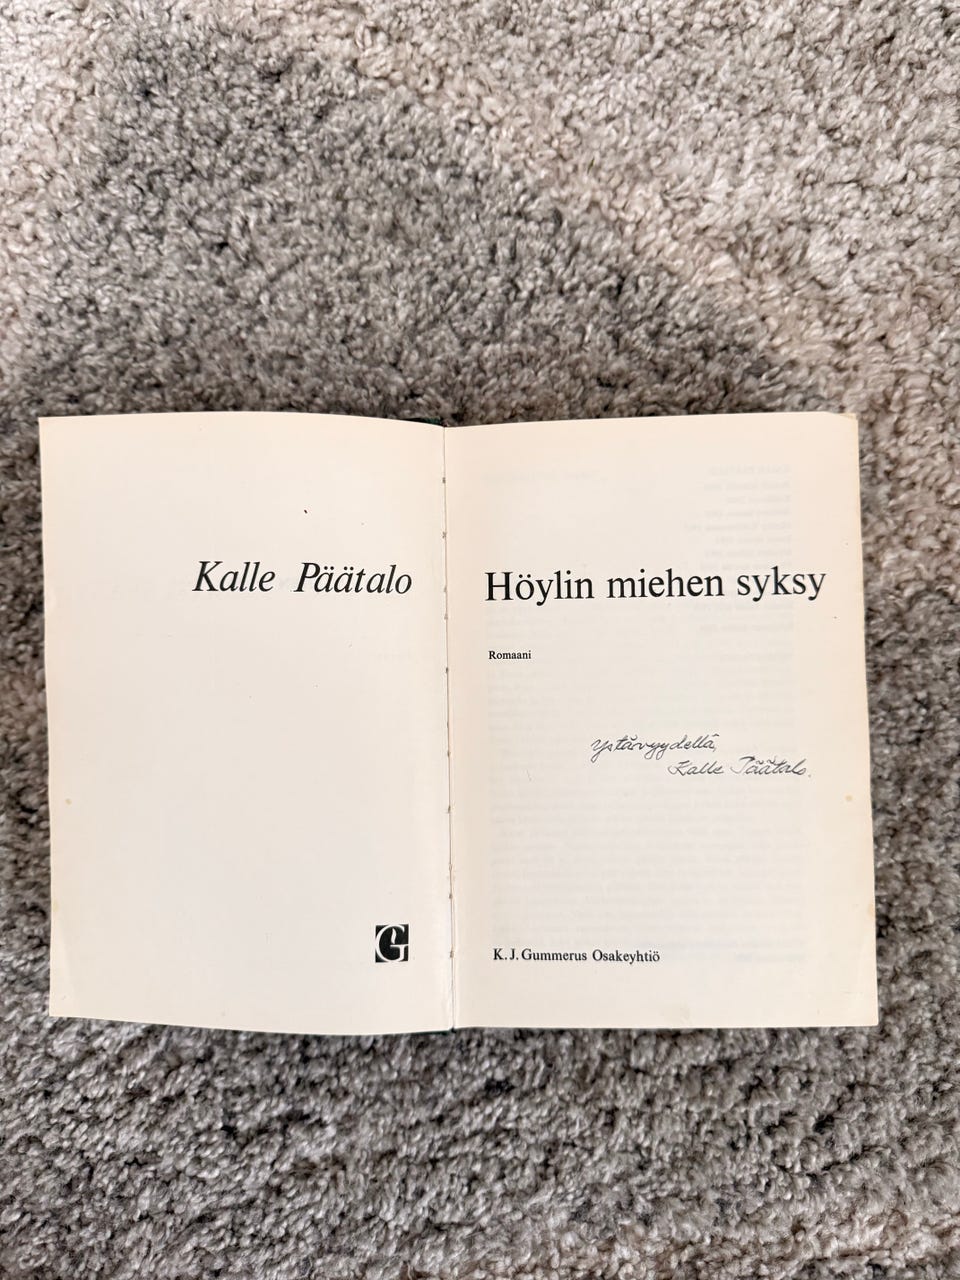 Kalle Päätalo
G
Höylin miehen syksy
Romaani
Ystävyydellä,
Kalle Päätalo.
K. J. Gummerus Osakeyhtiö